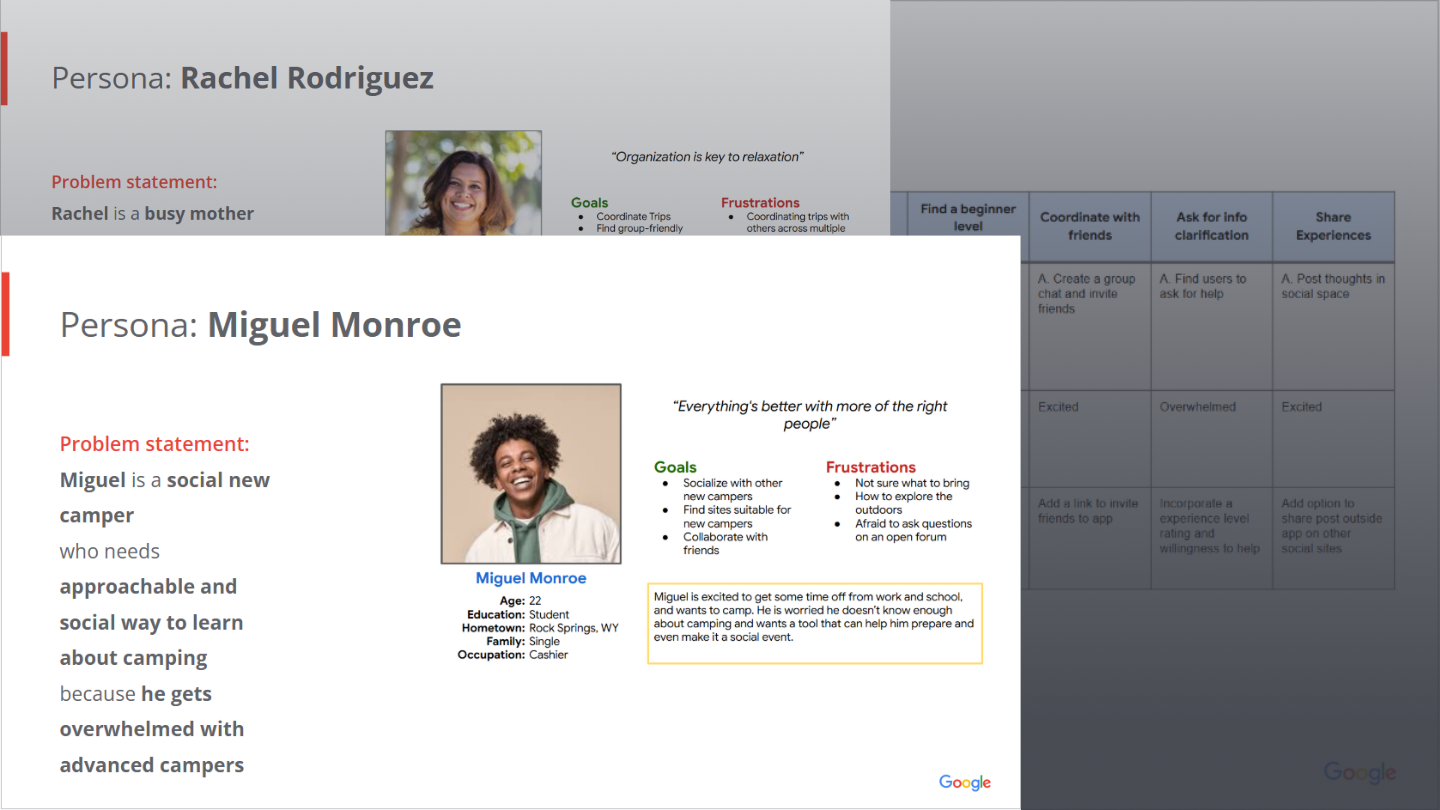 Persona: Rachel Rodriguez
Problem statement:
Rachel is a busy mother
“Organization is key to relaxation”
Goals
● Coordinate Trips
● Find group-friendly
Frustrations
● Coordinating trips with
others across multiple
Find a beginner
level
Coordinate with
friends
Ask for info
clarification
Share
Experiences
A. Create a group
chat and invite
friends
A. Find users to
ask for help
A. Post thoughts in
social space
Excited
Overwhelmed
Excited
Add a link to invite
friends to app
Incorporate a
experience level
rating and
willingness to help
Add option to
share post outside
app on other
social sites
Google
Persona: Miguel Monroe
Problem statement:
Miguel is a social new
camper
who needs
approachable and
social way to learn
about camping
because he gets
overwhelmed with
advanced campers
Miguel Monroe
Age: 22
Education: Student
Hometown: Rock Springs, WY
Family: Single
Occupation: Cashier
“Everything's better with more of the right
people”
Goals
● Socialize with other
new campers
● Find sites suitable for
new campers
● Collaborate with
friends
Frustrations
● Not sure what to bring
● How to explore the
outdoors
● Afraid to ask questions
on an open forum
Miguel is excited to get some time off from work and school,
and wants to camp. He is worried he doesn’t know enough
about camping and wants a tool that can help him prepare and
even make it a social event.
Google